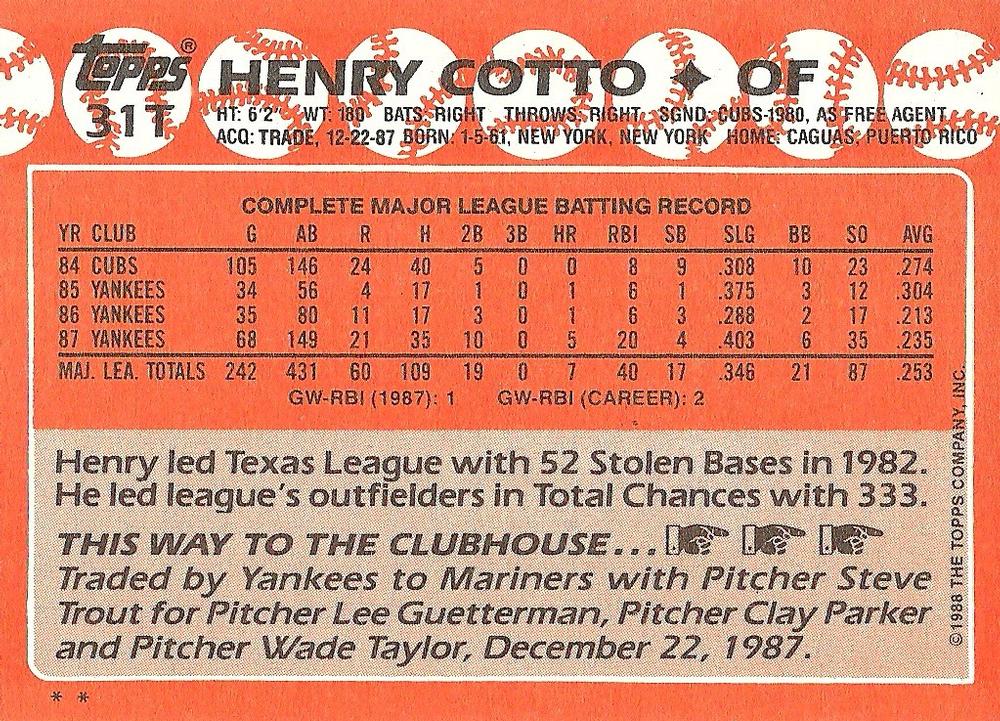 topps®
31T
HENRY COTTO ✦ OF
HT: 6'2" WT: 180 BATS: RIGHT THROWS: RIGHT SGND: CUBS-1980, AS FREE AGENT
ACQ: TRADE, 12-22-87 BORN: 1-5-61, NEW YORK, NEW YORK HOME: CAGUAS, PUERTO RICO
COMPLETE MAJOR LEAGUE BATTING RECORD
YR CLUB G AB R H 2B 3B HR RBI SB SLG BB SO AVG
84 CUBS 105 146 24 40 5 0 0 8 9 .308 10 23 .274
85 YANKEES 34 56 4 17 1 0 1 6 1 .375 3 12 .304
86 YANKEES 35 80 11 17 3 0 1 6 3 .288 2 17 .213
87 YANKEES 68 149 21 35 10 0 5 20 4 .403 6 35 .235
MAJ. LEA. TOTALS 242 431 60 109 19 0 7 40 17 .346 21 87 .253
GW-RBI (1987): 1 GW-RBI (CAREER): 2
Henry led Texas League with 52 Stolen Bases in 1982.
He led league's outfielders in Total Chances with 333.
THIS WAY TO THE CLUBHOUSE...
Traded by Yankees to Mariners with Pitcher Steve
Trout for Pitcher Lee Guetterman, Pitcher Clay Parker
and Pitcher Wade Taylor, December 22, 1987.
©1988 THE TOPPS COMPANY, INC.
* *